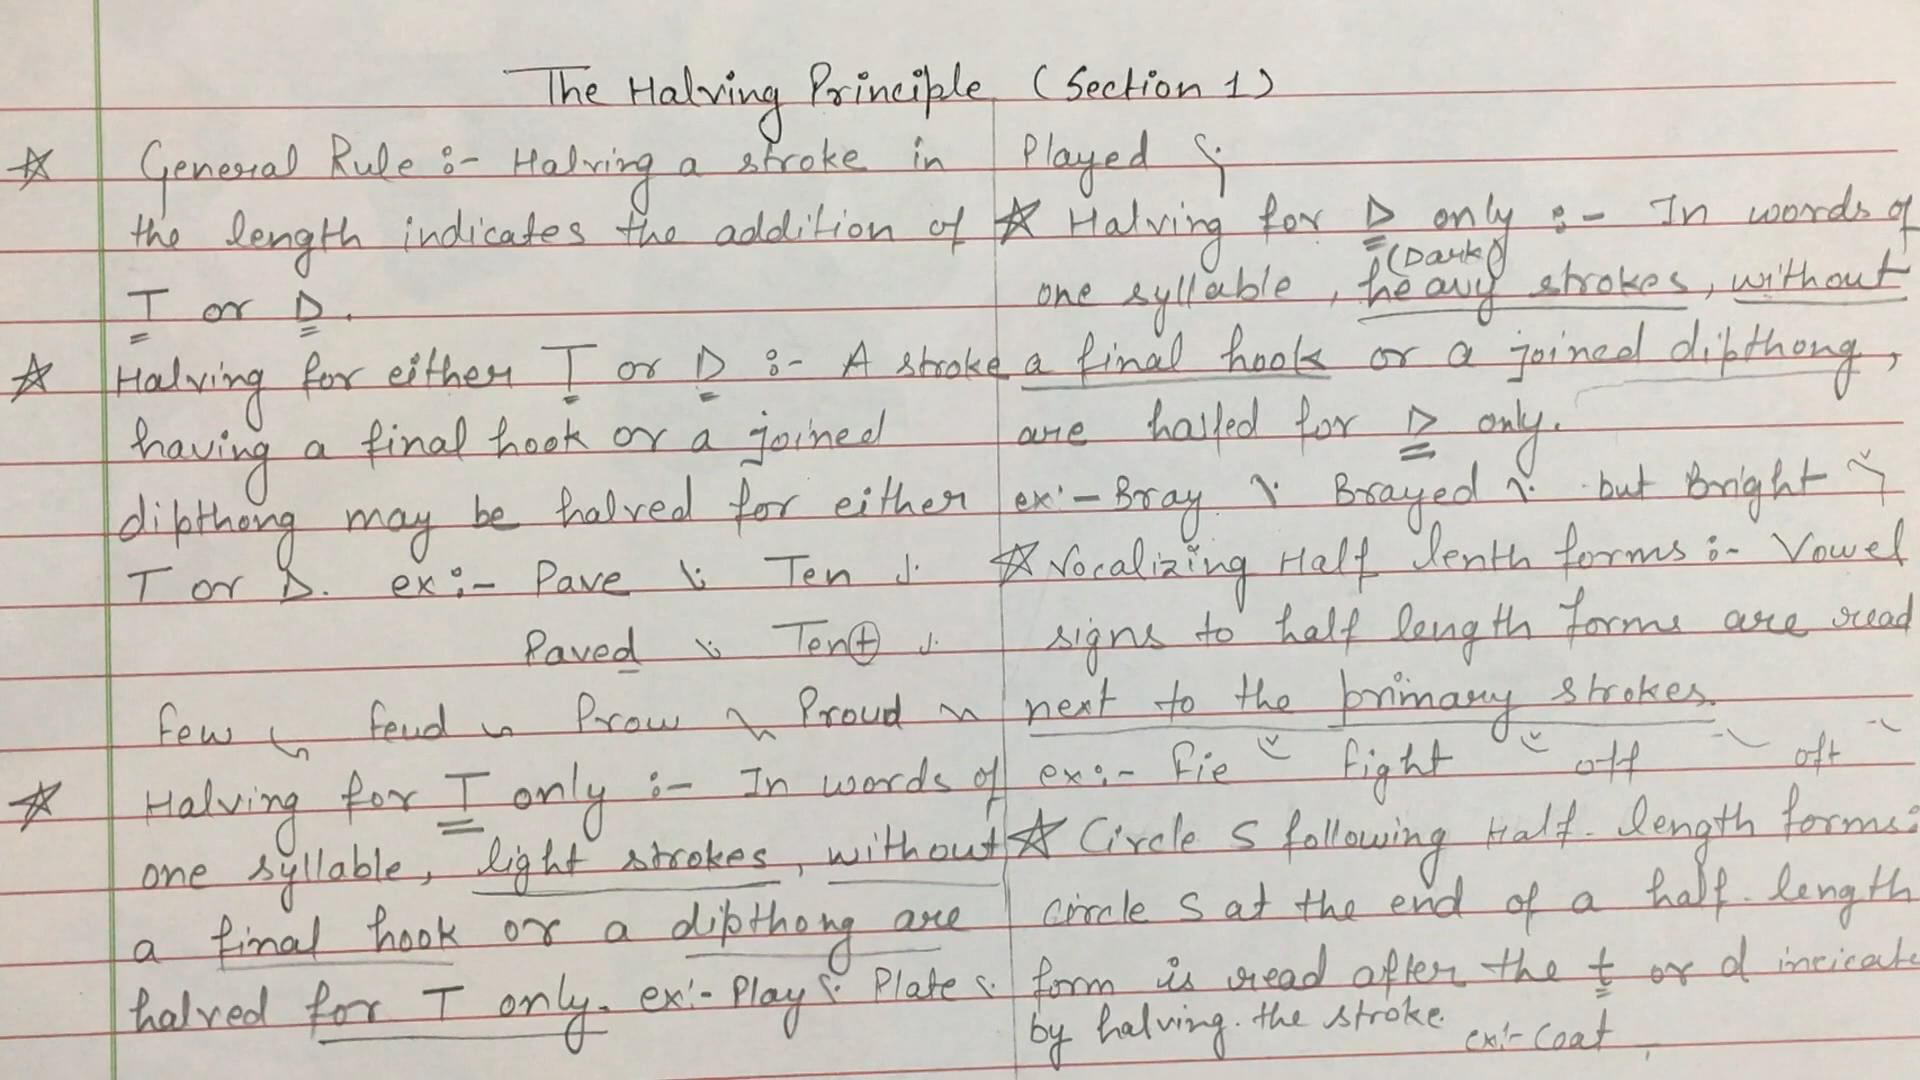 The Halving Principle (Section 1)
☆ General Rule :- Halving a stroke in
the length indicates the addition of
T or D.
☆ Halving for either T or D :- A stroke
having a final hook or a joined
dipthong may be halved for either
T or D. ex:- Pave Ten
Paved Tent
few feud Prow Proud
☆ Halving for T only :- In words of
one syllable, light strokes, without
a final hook or a dipthong are
halved for T only. ex:- Play Plate
Played
☆ Halving for D only :- In words of
(Dark)
one syllable, heavy strokes, without
a final hook or a joined dipthong,
are halfed for D only.
ex:- Bray Brayed but Bright
☆ Vocalizing Half lenth forms :- Vowel
signs to half length forms are read
next to the primary strokes.
ex:- fie fight off oft
☆ Circle S following Half-length forms:
circle S at the end of a half-length
form is read after the t or d incicate
by halving the stroke. ex:- Coat